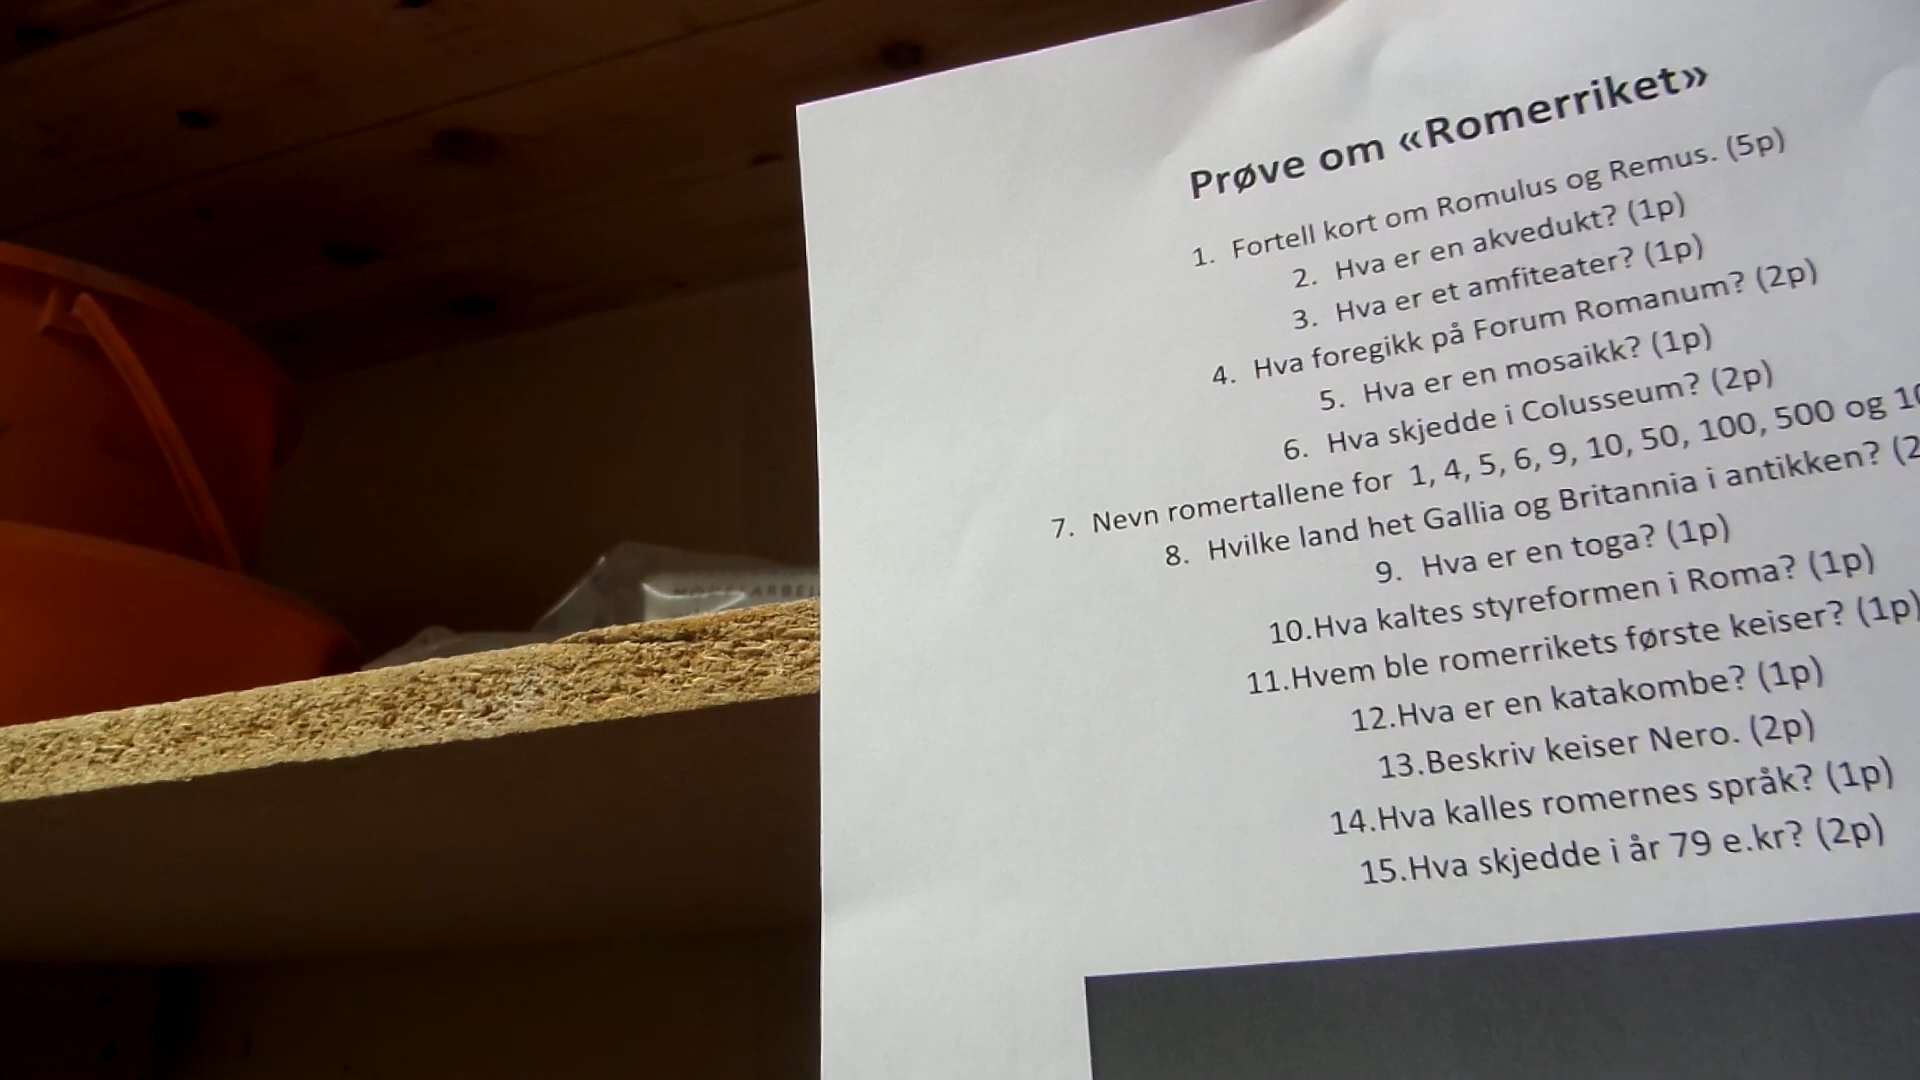 Prøve om «Romerriket»
1. Fortell kort om Romulus og Remus. (5p)
2. Hva er en akvedukt? (1p)
3. Hva er et amfiteater? (1p)
4. Hva foregikk på Forum Romanum? (2p)
5. Hva er en mosaikk? (1p)
6. Hva skjedde i Colusseum? (2p)
7. Nevn romertallene for 1, 4, 5, 6, 9, 10, 50, 100, 500 og
8. Hvilke land het Gallia og Britannia i antikken? (2
9. Hva er en toga? (1p)
10.Hva kaltes styreformen i Roma? (1p)
11.Hvem ble romerrikets første keiser? (1p)
12.Hva er en katakombe? (1p)
13.Beskriv keiser Nero. (2p)
14.Hva kalles romernes språk? (1p)
15.Hva skjedde i år 79 e.kr? (2p)